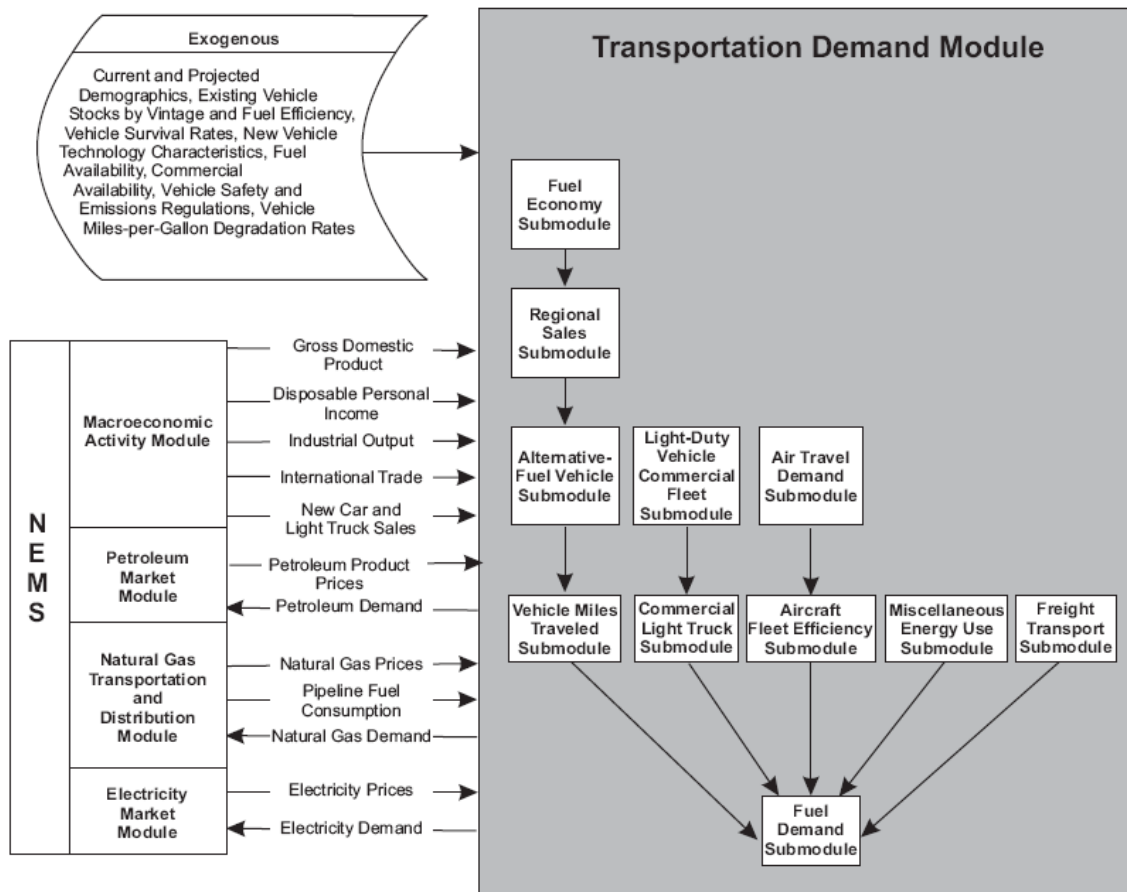 Exogenous
Current and Projected
Demographics, Existing Vehicle
Stocks by Vintage and Fuel Efficiency,
Vehicle Survival Rates, New Vehicle
Technology Characteristics, Fuel
Availability, Commercial
Availability, Vehicle Safety and
Emissions Regulations, Vehicle
Miles-per-Gallon Degradation Rates
NEMS
Macroeconomic
Activity Module
Petroleum
Market
Module
Natural Gas
Transportation
and
Distribution
Module
Electricity
Market
Module
Gross Domestic
Product
Disposable Personal
Income
Industrial Output
International Trade
New Car and
Light Truck Sales
Petroleum Product
Prices
Petroleum Demand
Natural Gas Prices
Pipeline Fuel
Consumption
Natural Gas Demand
Electricity Prices
Electricity Demand
Transportation Demand Module
Fuel
Economy
Submodule
Regional
Sales
Submodule
Alternative-
Fuel Vehicle
Submodule
Light-Duty
Vehicle
Commercial
Fleet
Submodule
Air Travel
Demand
Submodule
Vehicle Miles
Traveled
Submodule
Commercial
Light Truck
Submodule
Aircraft
Fleet Efficiency
Submodule
Miscellaneous
Energy Use
Submodule
Freight
Transport
Submodule
Fuel
Demand
Submodule